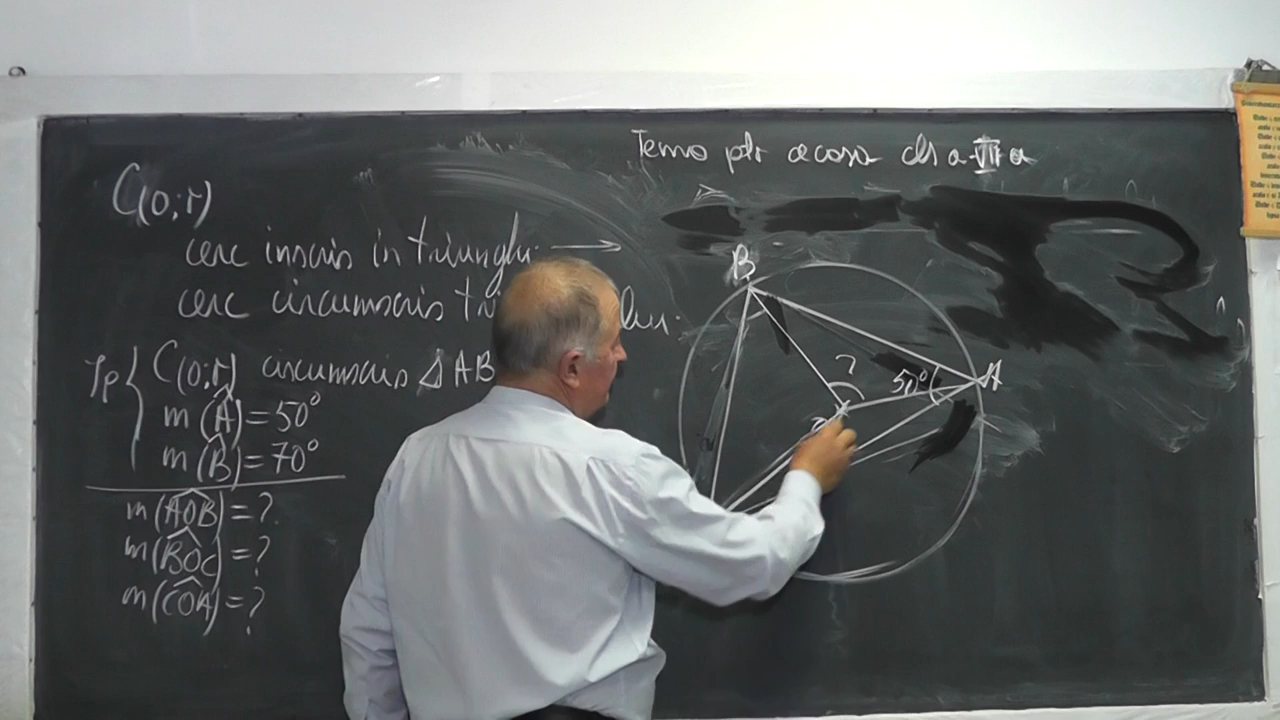 Temo ptr acasa cls a VII a
C(O;r)
cerc inscris in triunghi →
cerc circumscris
Ip { C(O;r) circumscris △ AB
m(Â)=50°
m(B̂)=70°
m(AOB)=?
m(BOC)=?
m(COA)=?
B
?
50°
A